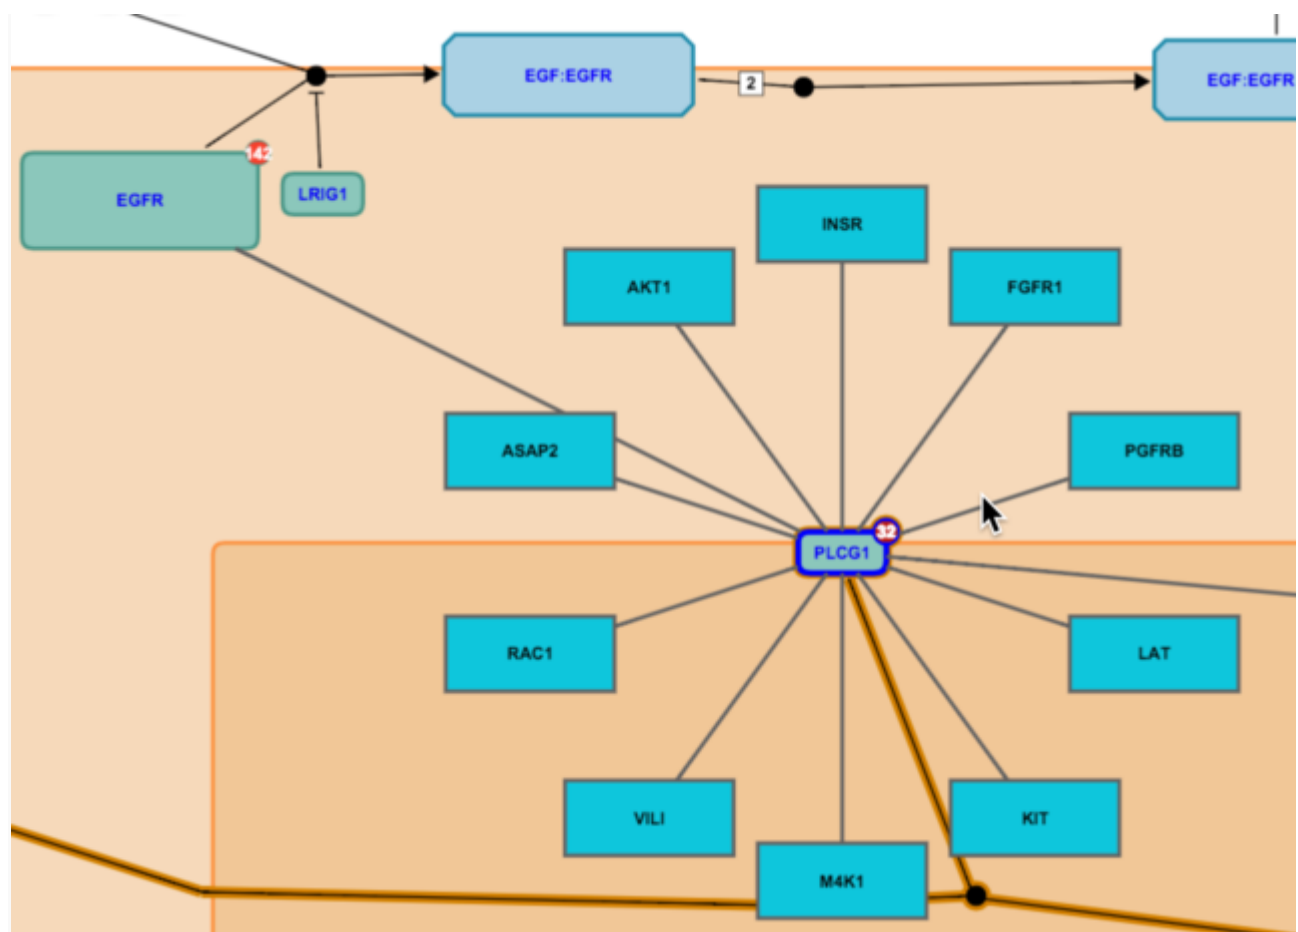 EGF:EGFR
2
EGF:EGFR
142
EGFR
LRIG1
INSR
AKT1
FGFR1
ASAP2
PGFRB
32
PLCG1
RAC1
LAT
VILI
KIT
M4K1